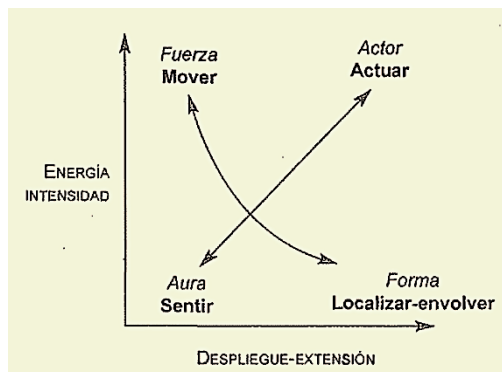 Fuerza
Mover
Actor
Actuar
ENERGÍA
INTENSIDAD
Aura
Sentir
Forma
Localizar-envolver
DESPLIEGUE-EXTENSIÓN